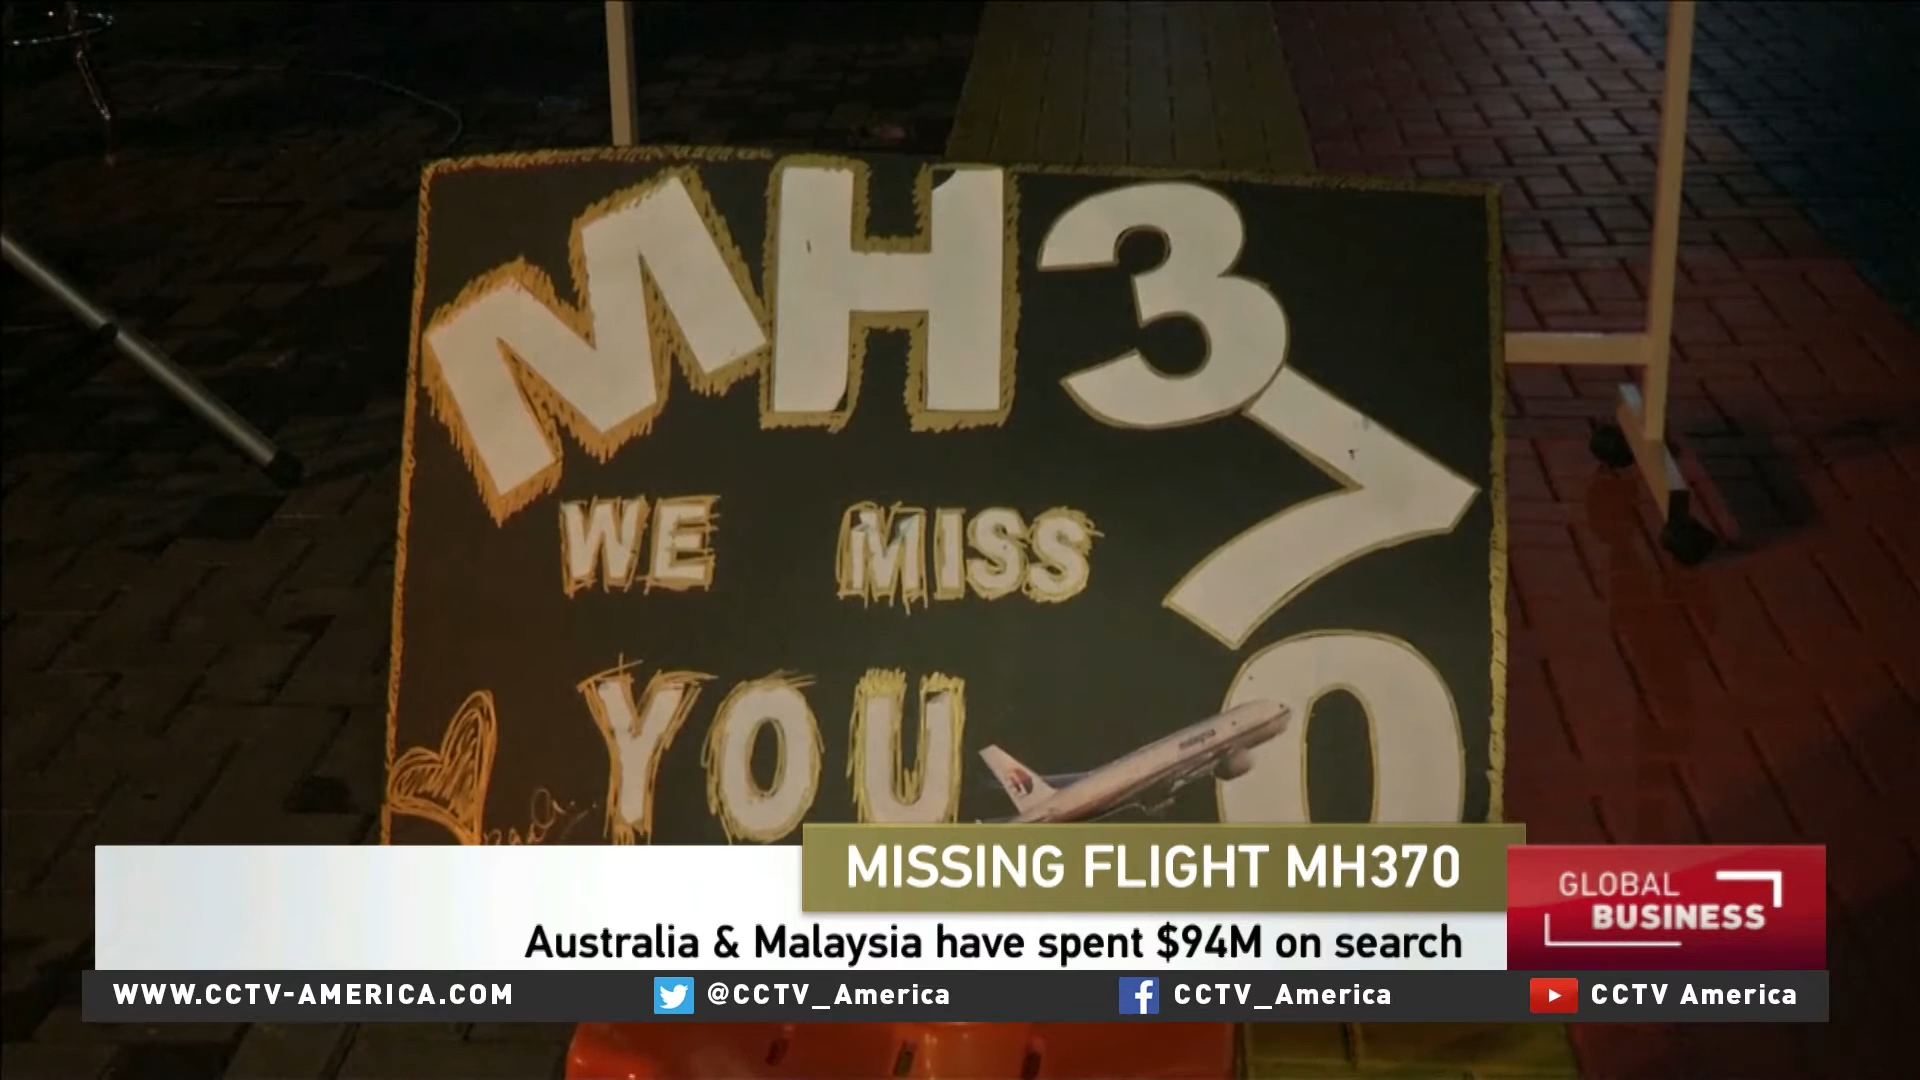 MH370
WE MISS
YOU
malaysia
MISSING FLIGHT MH370
Australia & Malaysia have spent $94M on search
GLOBAL
BUSINESS
WWW.CCTV-AMERICA.COM
@CCTV_America
CCTV_America
CCTV America